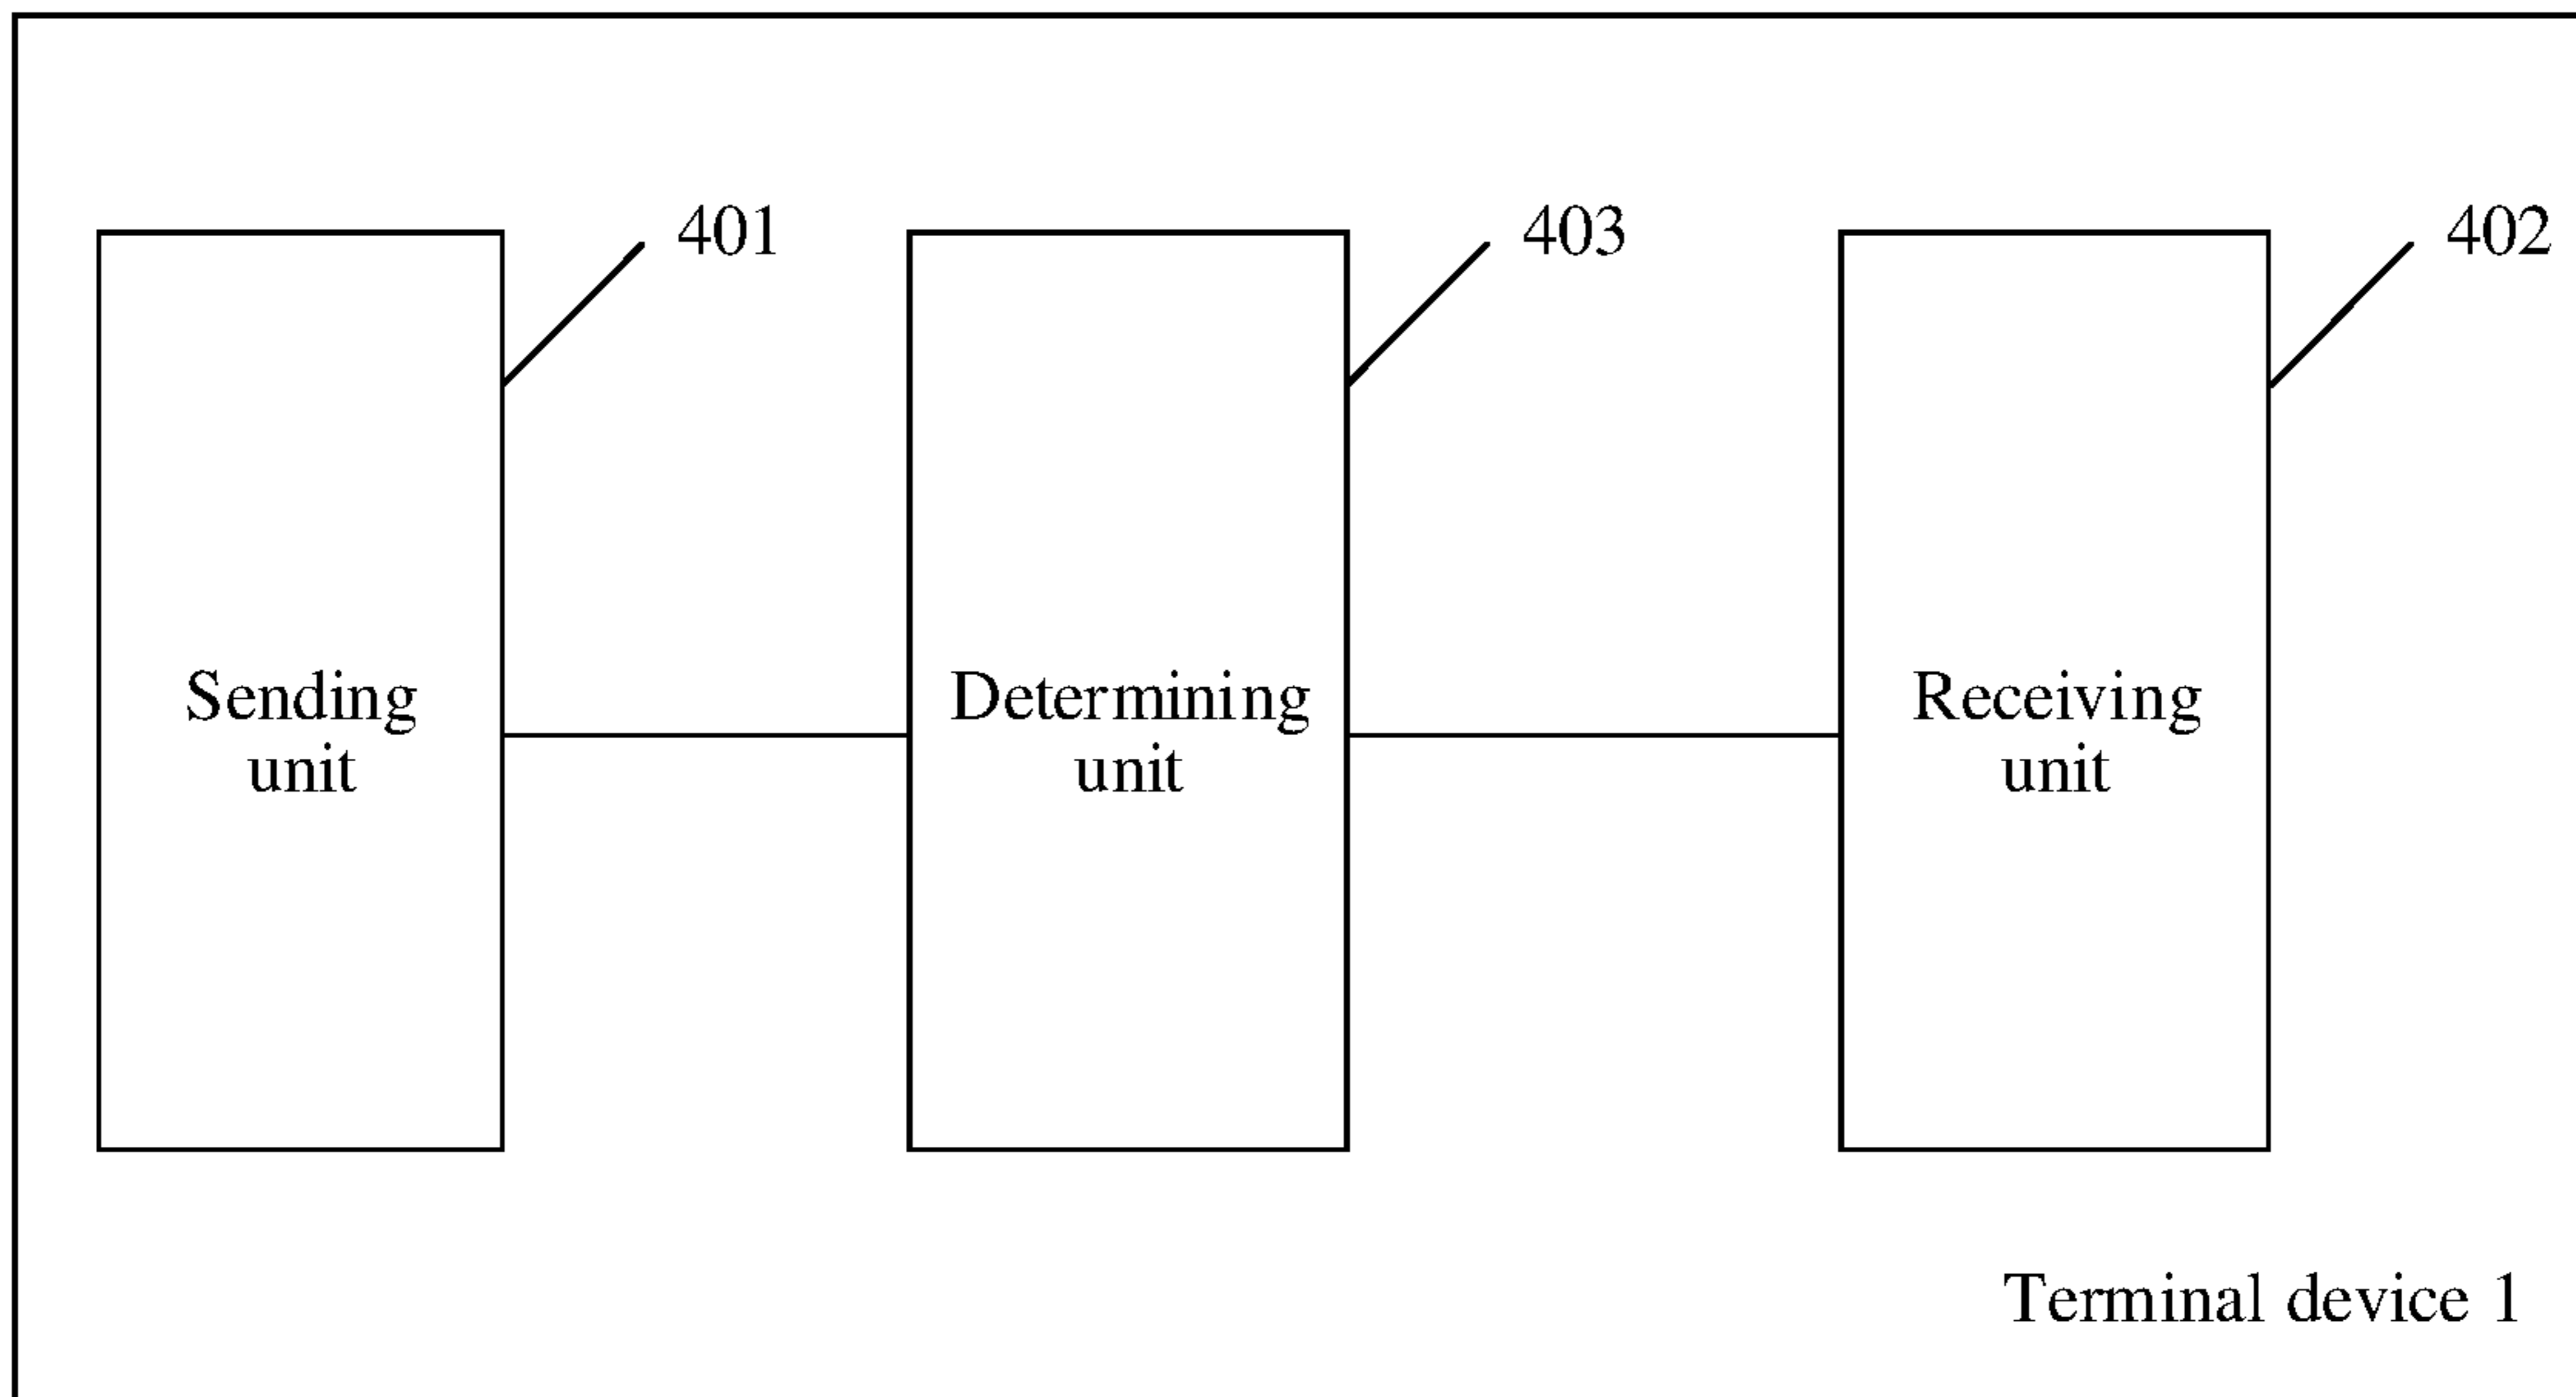 401
403
402
Sending
unit
Determining
unit
Receiving
unit
Terminal device 1